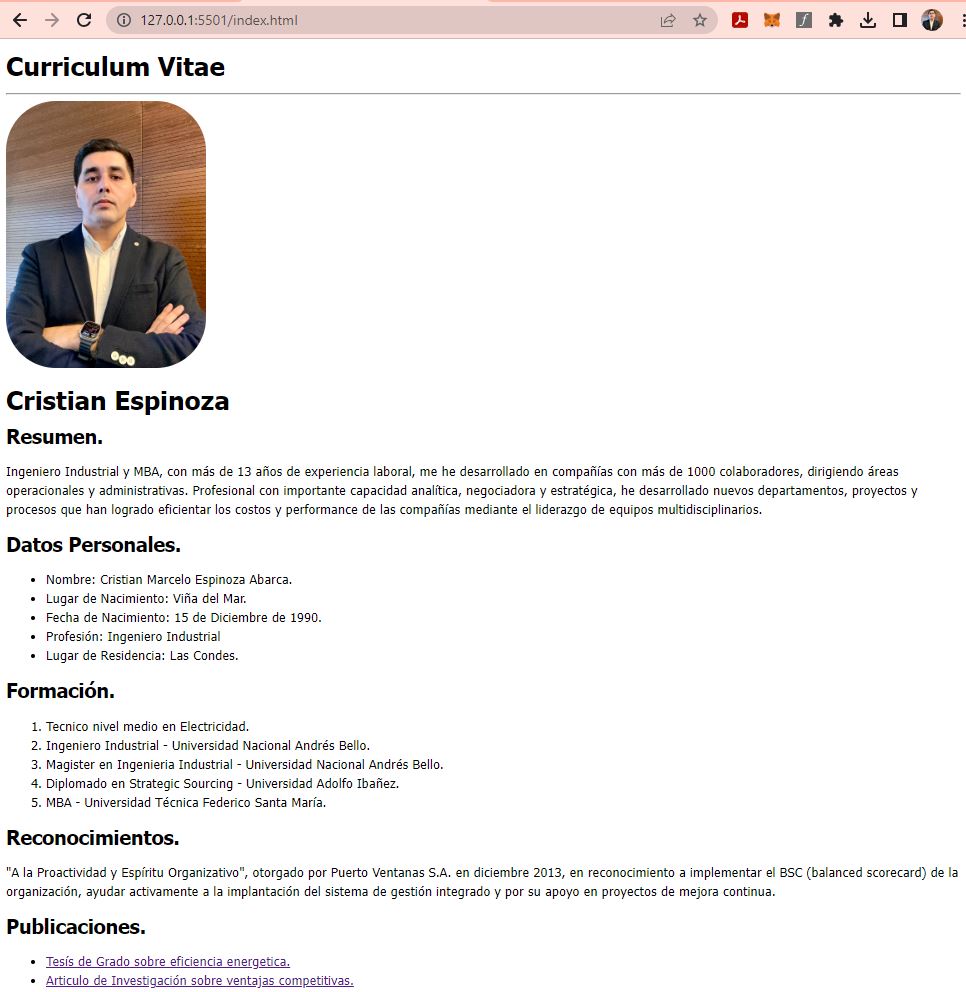 127.0.0.1:5501/index.html
Curriculum Vitae
Cristian Espinoza
Resumen.
Ingeniero Industrial y MBA, con más de 13 años de experiencia laboral, me he desarrollado en compañías con más de 1000 colaboradores, dirigiendo áreas
operacionales y administrativas. Profesional con importante capacidad analítica, negociadora y estratégica, he desarrollado nuevos departamentos, proyectos y
procesos que han logrado eficientar los costos y performance de las compañías mediante el liderazgo de equipos multidisciplinarios.
Datos Personales.
• Nombre: Cristian Marcelo Espinoza Abarca.
• Lugar de Nacimiento: Viña del Mar.
• Fecha de Nacimiento: 15 de Diciembre de 1990.
• Profesión: Ingeniero Industrial
• Lugar de Residencia: Las Condes.
Formación.
1. Tecnico nivel medio en Electricidad.
2. Ingeniero Industrial - Universidad Nacional Andrés Bello.
3. Magister en Ingenieria Industrial - Universidad Nacional Andrés Bello.
4. Diplomado en Strategic Sourcing - Universidad Adolfo Ibañez.
5. MBA - Universidad Técnica Federico Santa María.
Reconocimientos.
"A la Proactividad y Espíritu Organizativo", otorgado por Puerto Ventanas S.A. en diciembre 2013, en reconocimiento a implementar el BSC (balanced scorecard) de la
organización, ayudar activamente a la implantación del sistema de gestión integrado y por su apoyo en proyectos de mejora continua.
Publicaciones.
• Tesís de Grado sobre eficiencia energetica.
• Articulo de Investigación sobre ventajas competitivas.